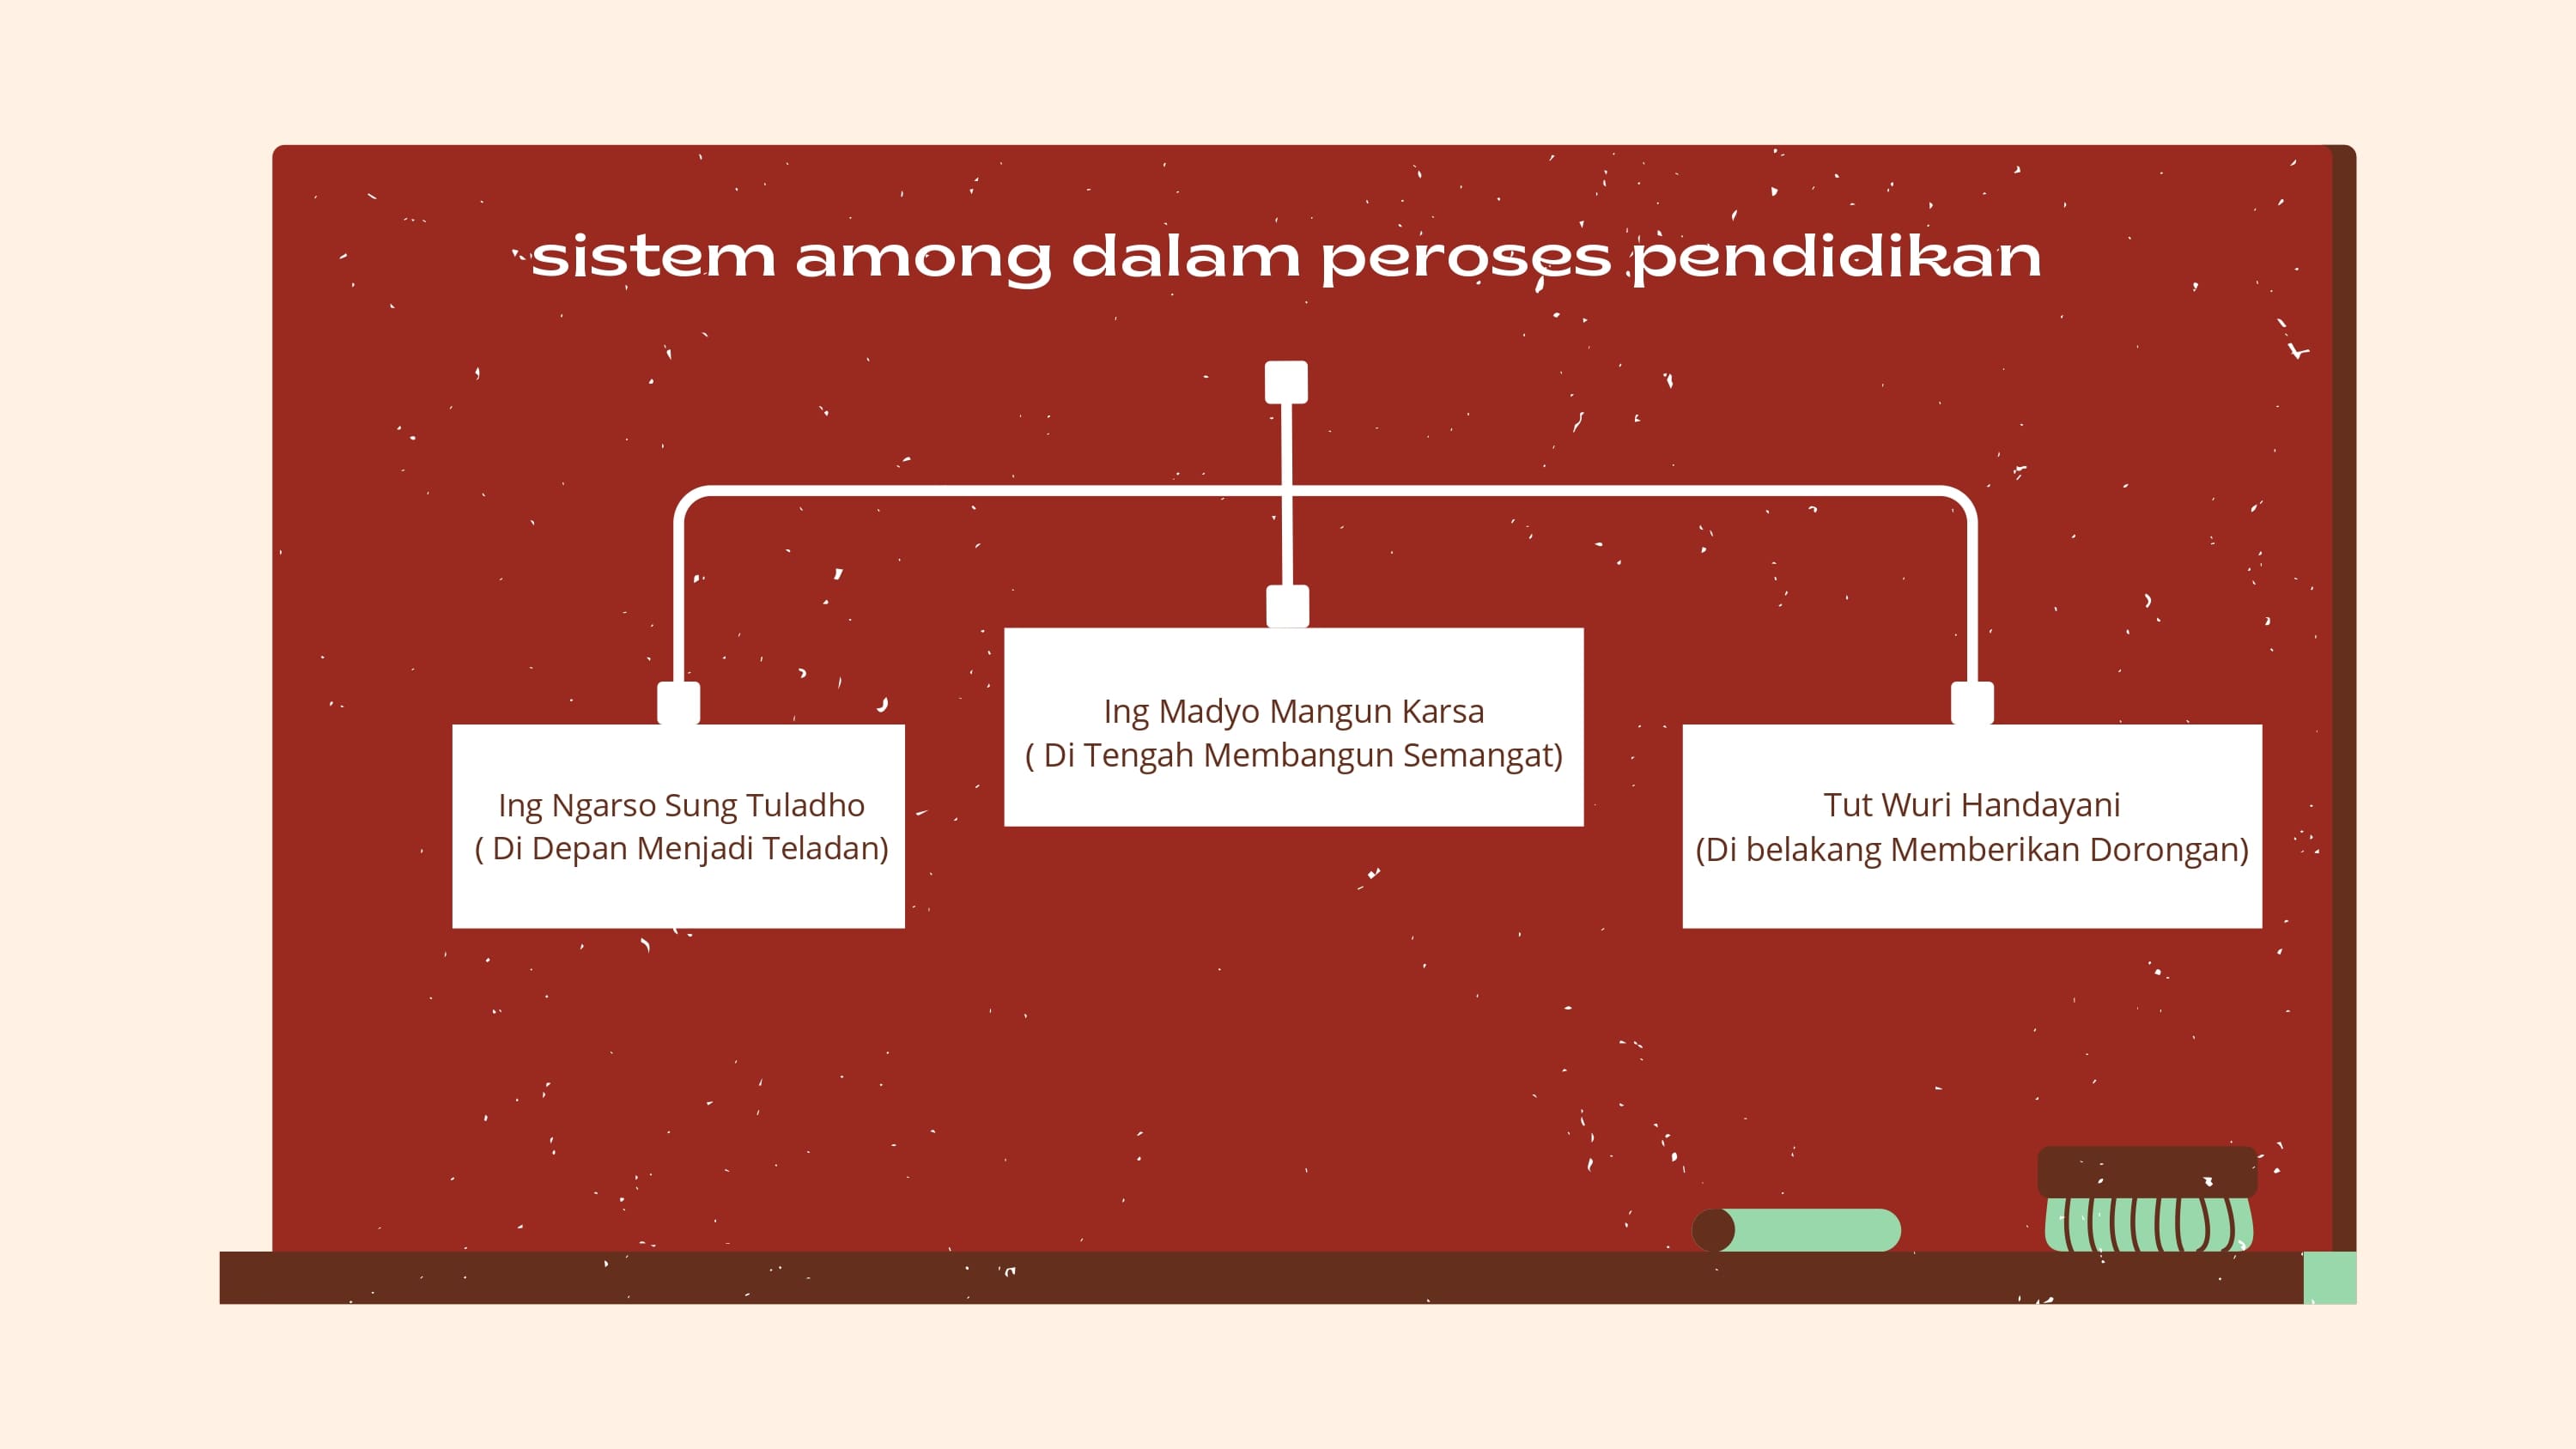 sistem among dalam peroses pendidikan
Ing Ngarso Sung Tuladho
( Di Depan Menjadi Teladan)
Ing Madyo Mangun Karsa
( Di Tengah Membangun Semangat)
Tut Wuri Handayani
(Di belakang Memberikan Dorongan)